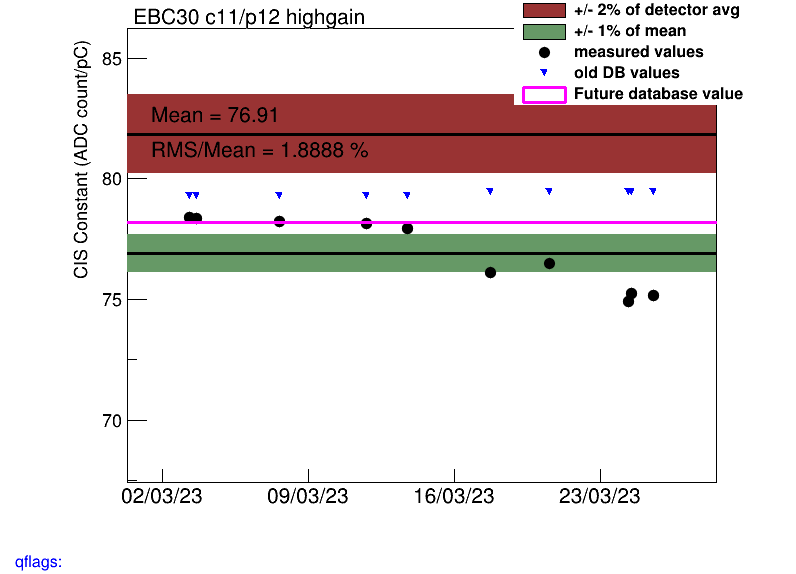 EBC30 c11/p12 highgain
+/- 2% of detector avg
+/- 1% of mean
measured values
old DB values
Future database value
Mean = 76.91
RMS/Mean = 1.8888 %
CIS Constant (ADC count/pC)
85
80
75
70
02/03/23
09/03/23
16/03/23
23/03/23
qflags: